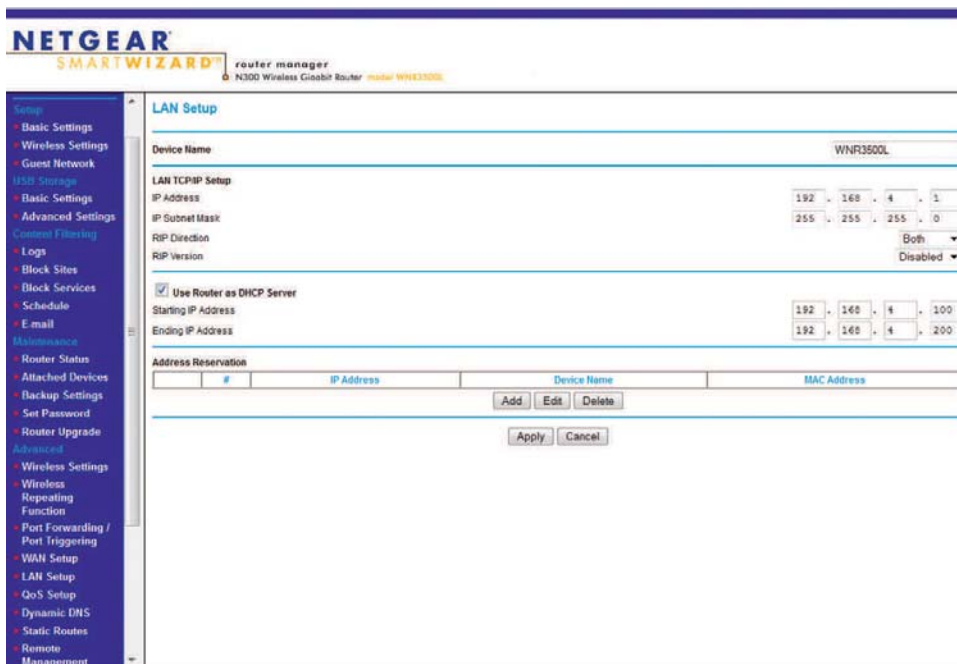 NETGEAR
SMARTWIZARD™ router manager
N300 Wireless Gigabit Router model WNR3500L
Setup
Basic Settings
Wireless Settings
Guest Network
USB Storage
Basic Settings
Advanced Settings
Content Filtering
Logs
Block Sites
Block Services
Schedule
E-mail
Maintenance
Router Status
Attached Devices
Backup Settings
Set Password
Router Upgrade
Advanced
Wireless Settings
Wireless
Repeating
Function
Port Forwarding /
Port Triggering
WAN Setup
LAN Setup
QoS Setup
Dynamic DNS
Static Routes
Remote
Management
LAN Setup
Device Name WNR3500L
LAN TCP/IP Setup
IP Address 192 . 168 . 4 . 1
IP Subnet Mask 255 . 255 . 255 . 0
RIP Direction Both
RIP Version Disabled
Use Router as DHCP Server
Starting IP Address 192 . 168 . 4 . 100
Ending IP Address 192 . 168 . 4 . 200
Address Reservation
# IP Address Device Name MAC Address
Add Edit Delete
Apply Cancel